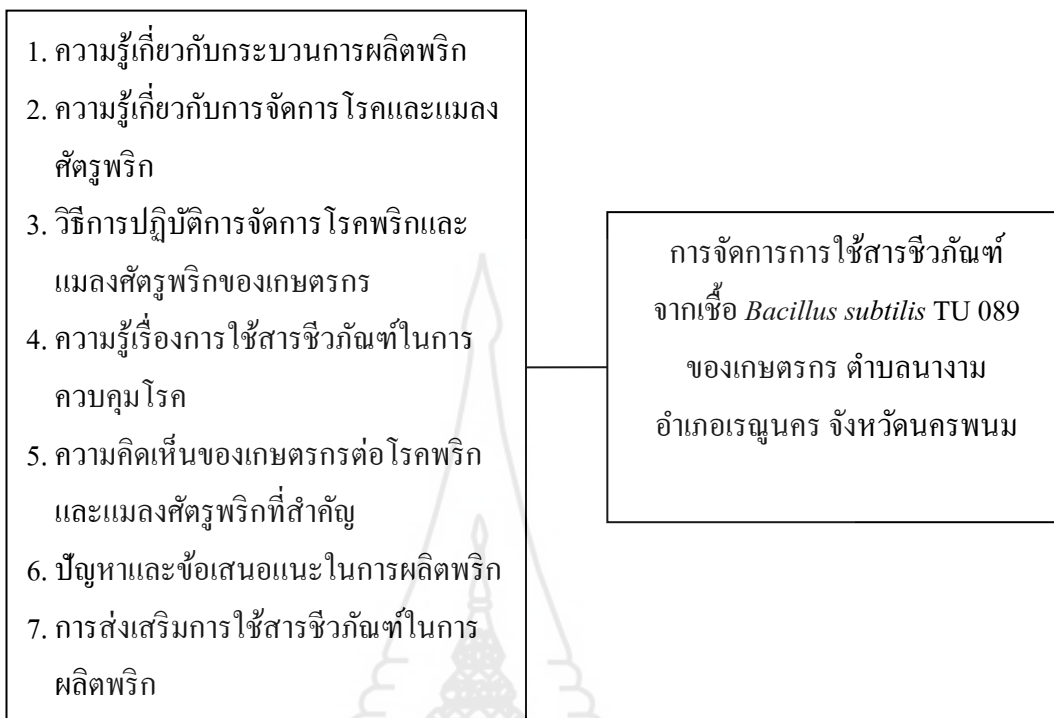 1. ความรู้เกี่ยวกับกระบวนการผลิตพริก
2. ความรู้เกี่ยวกับการจัดการโรคและแมลง
ศัตรูพริก
3. วิธีการปฏิบัติการจัดการโรคพริกและ
แมลงศัตรูพริกของเกษตรกร
4. ความรู้เรื่องการใช้สารชีวภัณฑ์ในการ
ควบคุมโรค
5. ความคิดเห็นของเกษตรกรต่อโรคพริก
และแมลงศัตรูพริกที่สำคัญ
6. ปัญหาและข้อเสนอแนะในการผลิตพริก
7. การส่งเสริมการใช้สารชีวภัณฑ์ในการ
ผลิตพริก
การจัดการการใช้สารชีวภัณฑ์
จากเชื้อ Bacillus subtilis TU 089
ของเกษตรกร ตำบลนางาม
อำเภอเรณูนคร จังหวัดนครพนม